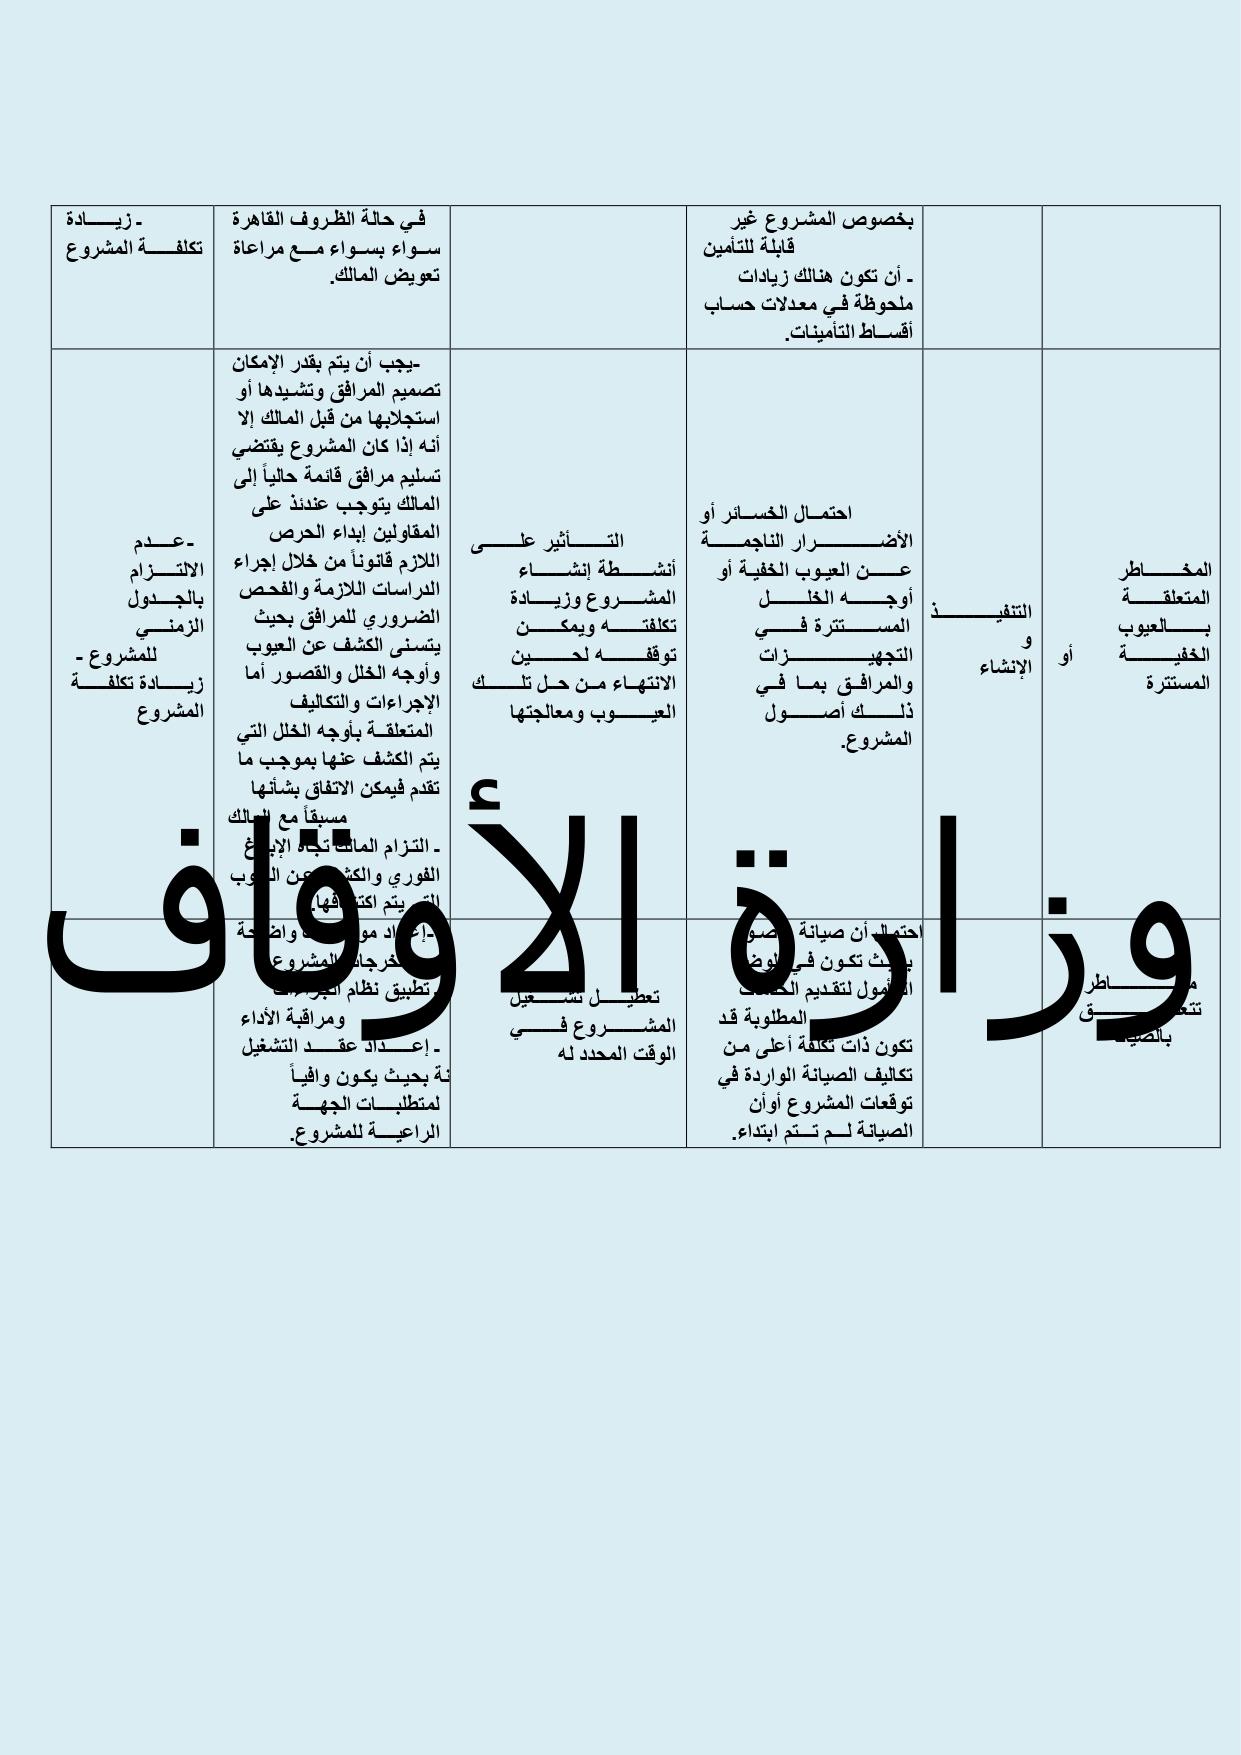 بخصوص المشروع غير
قابلة للتأمين
ـ أن تكون هنالك زيادات
ملحوظة في معدلات حساب
أقساط التأمينات.
في حالة الظروف القاهرة
سواء بسواء مع مراعاة
تعويض المالك.
ـ زيادة
تكلفة المشروع
المخاطر
المتعلقة
بالعيوب
الخفية أو
المستترة
التنفيذ
و
الإنشاء
احتمال الخسائر أو
الأضرار الناجمة
عن العيوب الخفية أو
أوجه الخلل
المستترة في
التجهيزات
والمرافق بما في
ذلك أصول
المشروع.
التأثير على
أنشطة إنشاء
المشروع وزيادة
تكلفته ويمكن
توقفه لحين
الانتهاء من حل تلك
العيوب ومعالجتها
-يجب أن يتم بقدر الإمكان
تصميم المرافق وتشيدها أو
استجلابها من قبل المالك إلا
أنه إذا كان المشروع يقتضي
تسليم مرافق قائمة حالياً إلى
المالك يتوجب عندئذ على
المقاولين إبداء الحرص
اللازم قانوناً من خلال إجراء
الدراسات اللازمة والفحص
الضروري للمرافق بحيث
يتسنى الكشف عن العيوب
وأوجه الخلل والقصور أما
الإجراءات والتكاليف
المتعلقة بأوجه الخلل التي
يتم الكشف عنها بموجب ما
تقدم فيمكن الاتفاق بشأنها
مسبقاً مع المالك
ـ التزام المالك تجاه الإبلاغ
الفوري والكشف عن العيوب
التي يتم اكتشافها.
-عدم
الالتزام
بالجدول
الزمني
للمشروع ـ
زيادة تكلفة
المشروع
وزارة الأوقاف
مخاطر
تتعلق
بالصيانة
احتمال أن صيانة
بحيث تكون في
المأمول لتقديم الخدمات
المطلوبة قد
تكون ذات تكلفة أعلى من
تكاليف الصيانة الواردة في
توقعات المشروع أوأن
الصيانة لم تتم ابتداء.
تعطيل تشغيل
المشروع في
الوقت المحدد له
-إعداد واضحة
المشروع
ـ تطبيق نظام
ومراقبة الأداء
ـ إعداد عقد التشغيل
نة بحيث يكون وافياً
لمتطلبات الجهة
الراعية للمشروع.